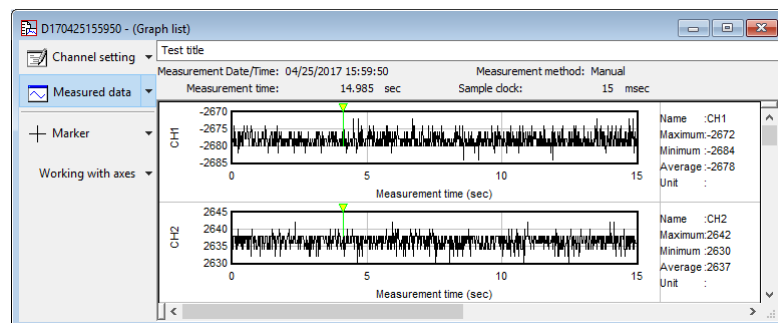 D170425155950 - (Graph list)
Channel setting
Measured data
Marker
Working with axes
Test title
Measurement Date/Time: 04/25/2017 15:59:50 Measurement method: Manual
Measurement time: 14.985 sec Sample clock: 15 msec
CH1
-2670
-2675
-2680
-2685
0 5 10 15
Measurement time (sec)
Name :CH1
Maximum:-2672
Minimum :-2684
Average :-2678
Unit :
CH2
2645
2640
2635
2630
0 5 10 15
Measurement time (sec)
Name :CH2
Maximum:2642
Minimum :2630
Average :2637
Unit :